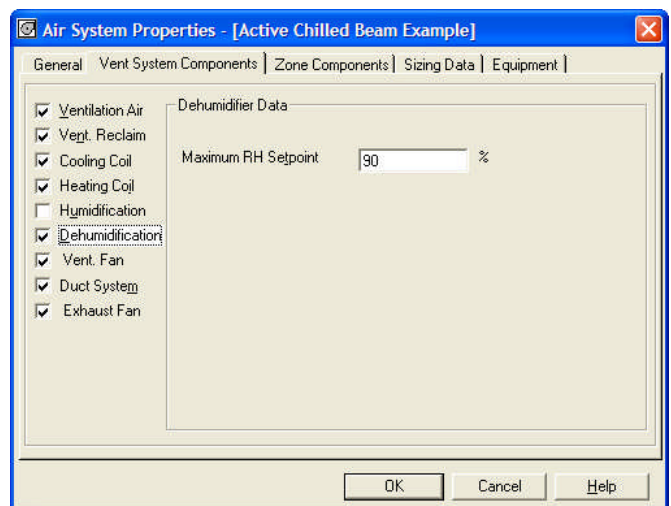 Air System Properties - [Active Chilled Beam Example]
General Vent System Components Zone Components Sizing Data Equipment
Ventilation Air
Vent. Reclaim
Cooling Coil
Heating Coil
Humidification
Dehumidification
Vent. Fan
Duct System
Exhaust Fan
Dehumidifier Data
Maximum RH Setpoint 90 %
OK Cancel Help